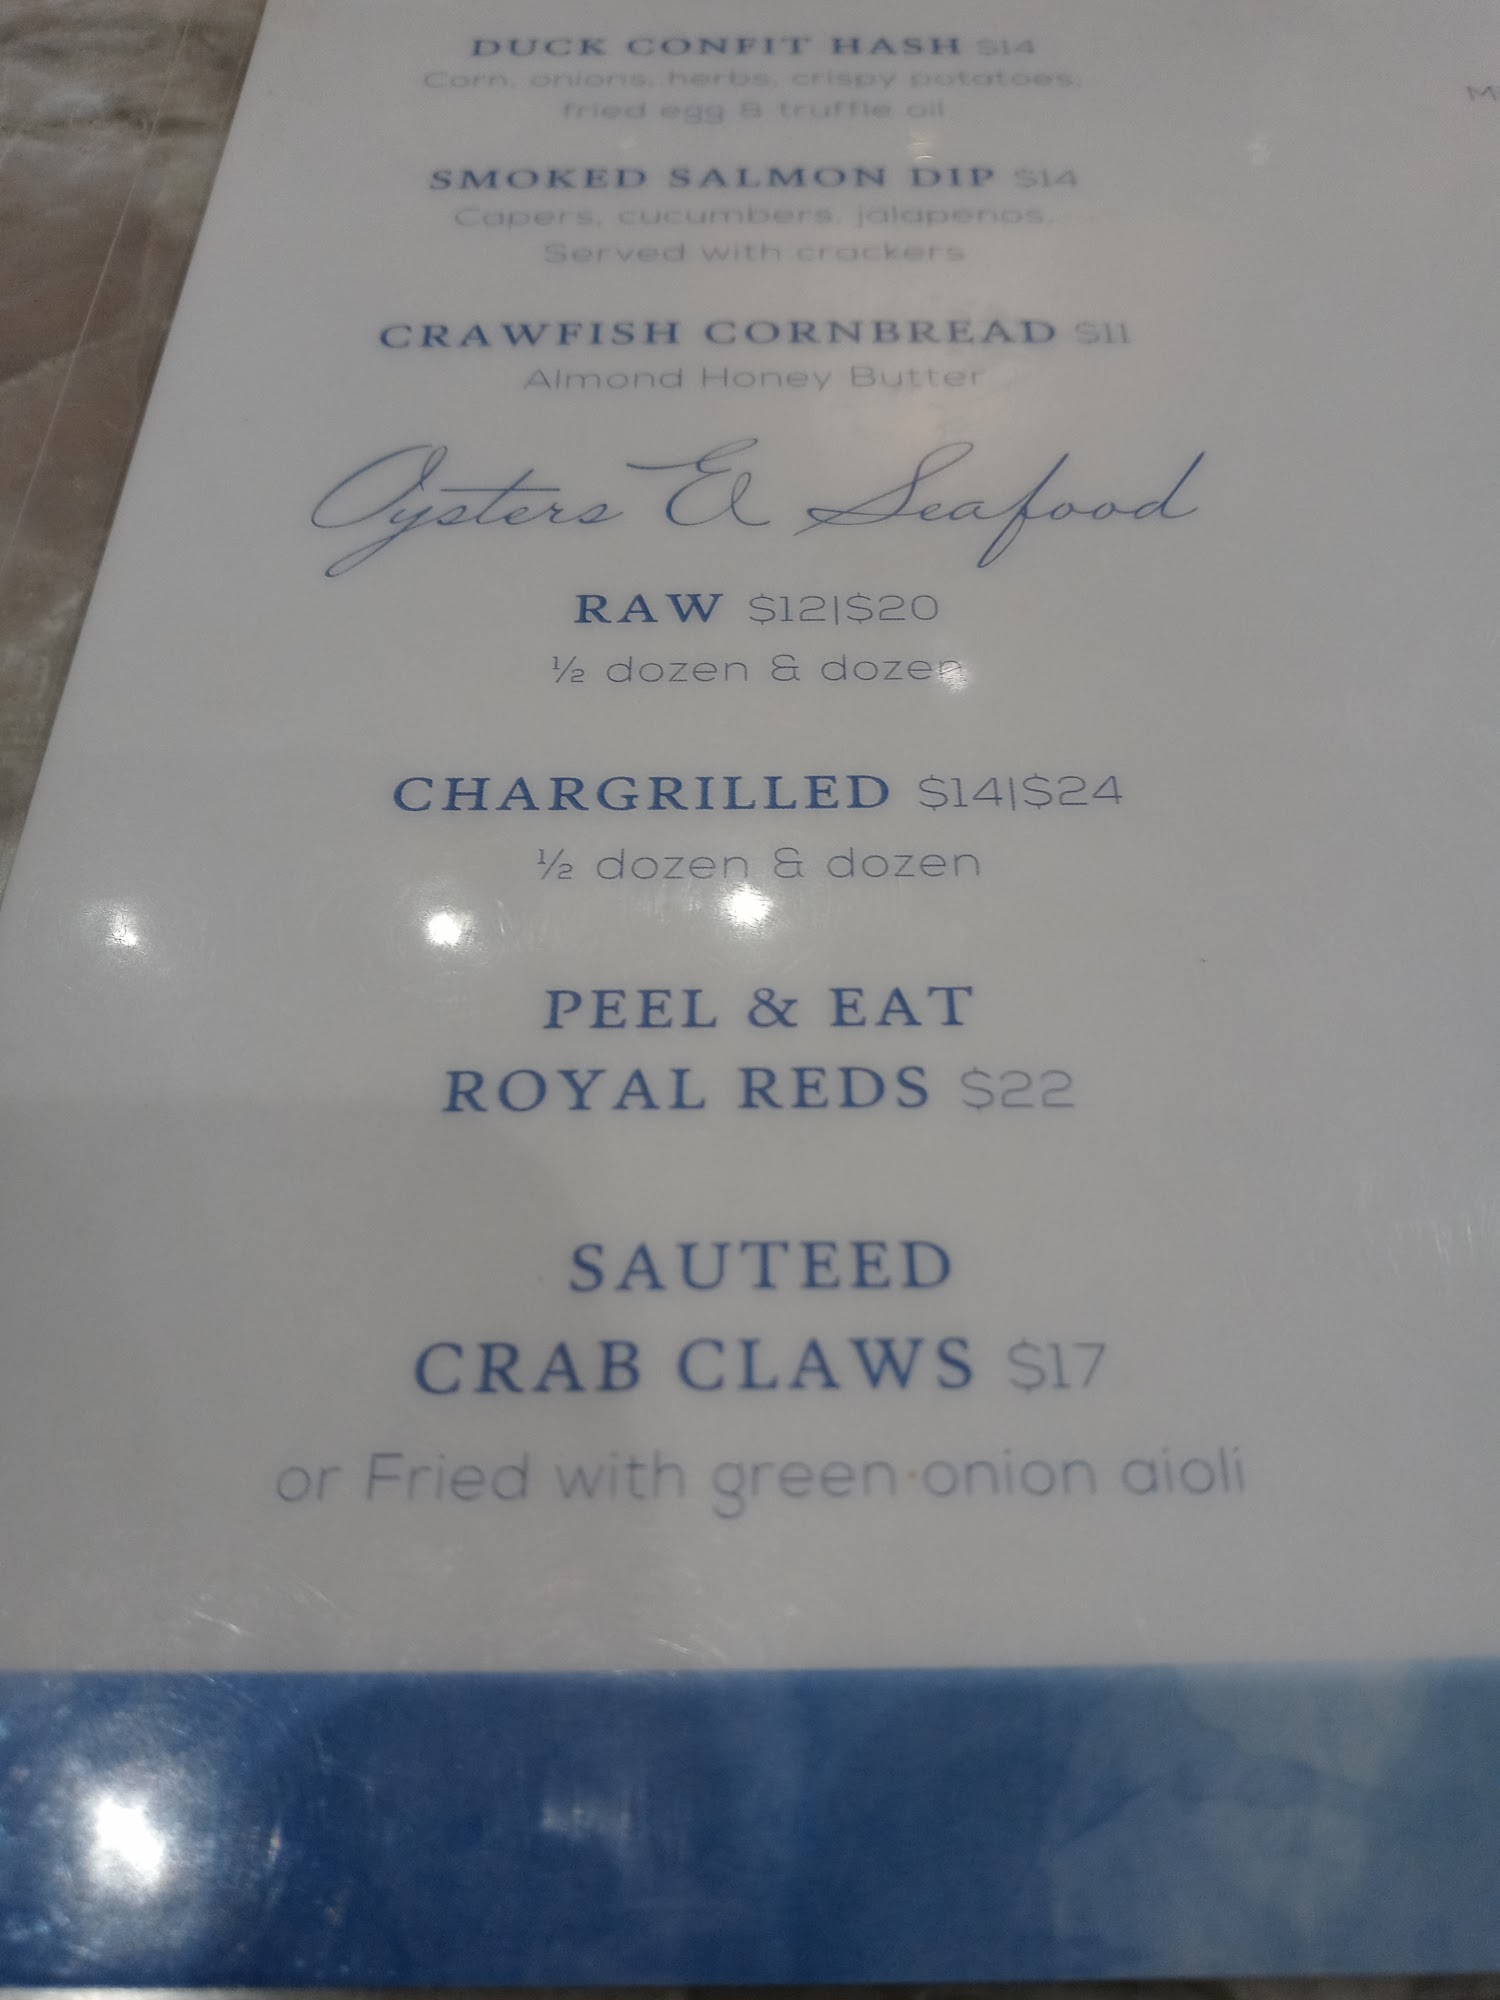 DUCK CONFIT HASH $14
Corn, onions, herbs, crispy potatoes,
fried egg & truffle oil
SMOKED SALMON DIP $14
Capers, cucumbers, jalapenos,
Served with crackers
CRAWFISH CORNBREAD $11
Almond Honey Butter
Oysters & Seafood
RAW $12|$20
½ dozen & dozen
CHARGRILLED $14|$24
½ dozen & dozen
PEEL & EAT
ROYAL REDS $22
SAUTEED
CRAB CLAWS $17
or Fried with green onion aioli